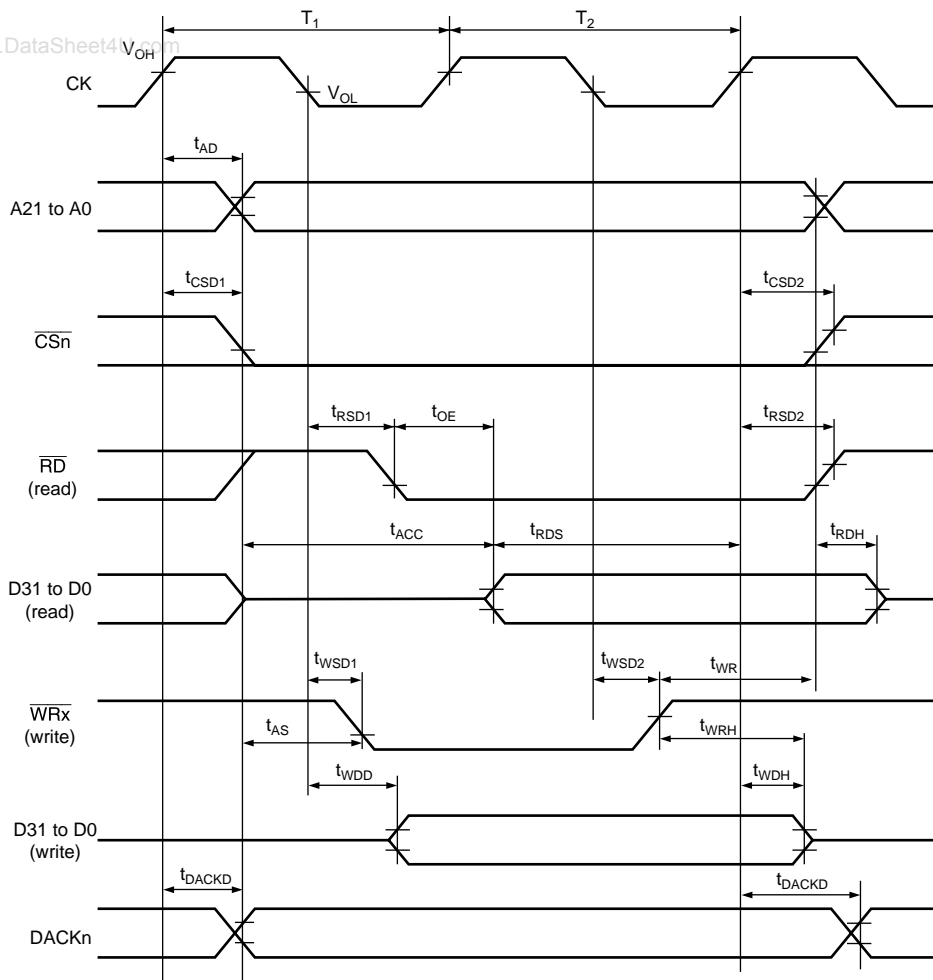 T1 T2
.DataSheet4U.com
VOH
CK
VOL
tAD
A21 to A0
tCSD1 tCSD2
CSn
tRSD1 tOE tRSD2
RD
(read)
tACC tRDS tRDH
D31 to D0
(read)
tWSD1 tWSD2 tWR
WRx
(write)
tAS tWRH
tWDD tWDH
D31 to D0
(write)
tDACKD tDACKD
DACKn